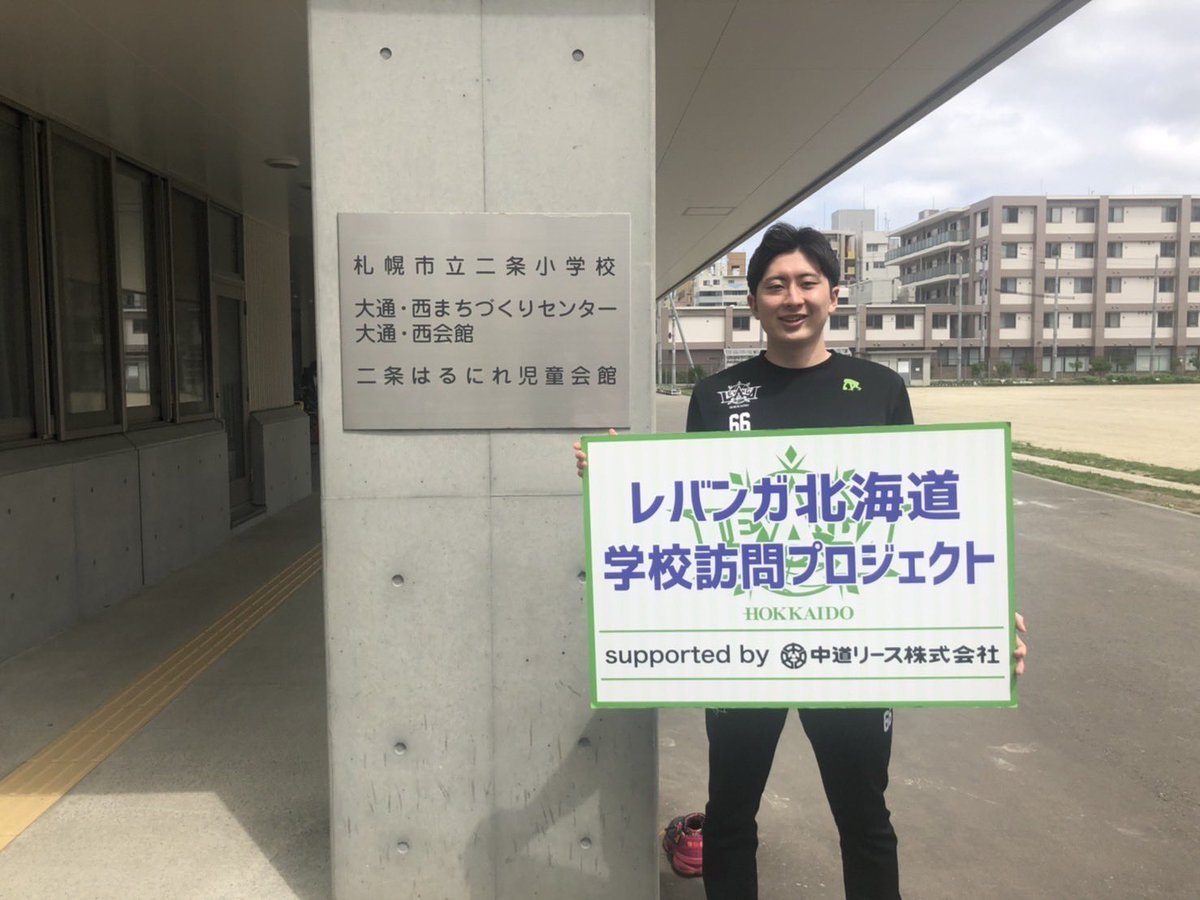 札幌市立二条小学校
大通・西まちづくりセンター
大通・西会館
二条はるにれ児童会館
66
レバンガ北海道
学校訪問プロジェクト
HOKKAIDO
supported by 中道リース株式会社